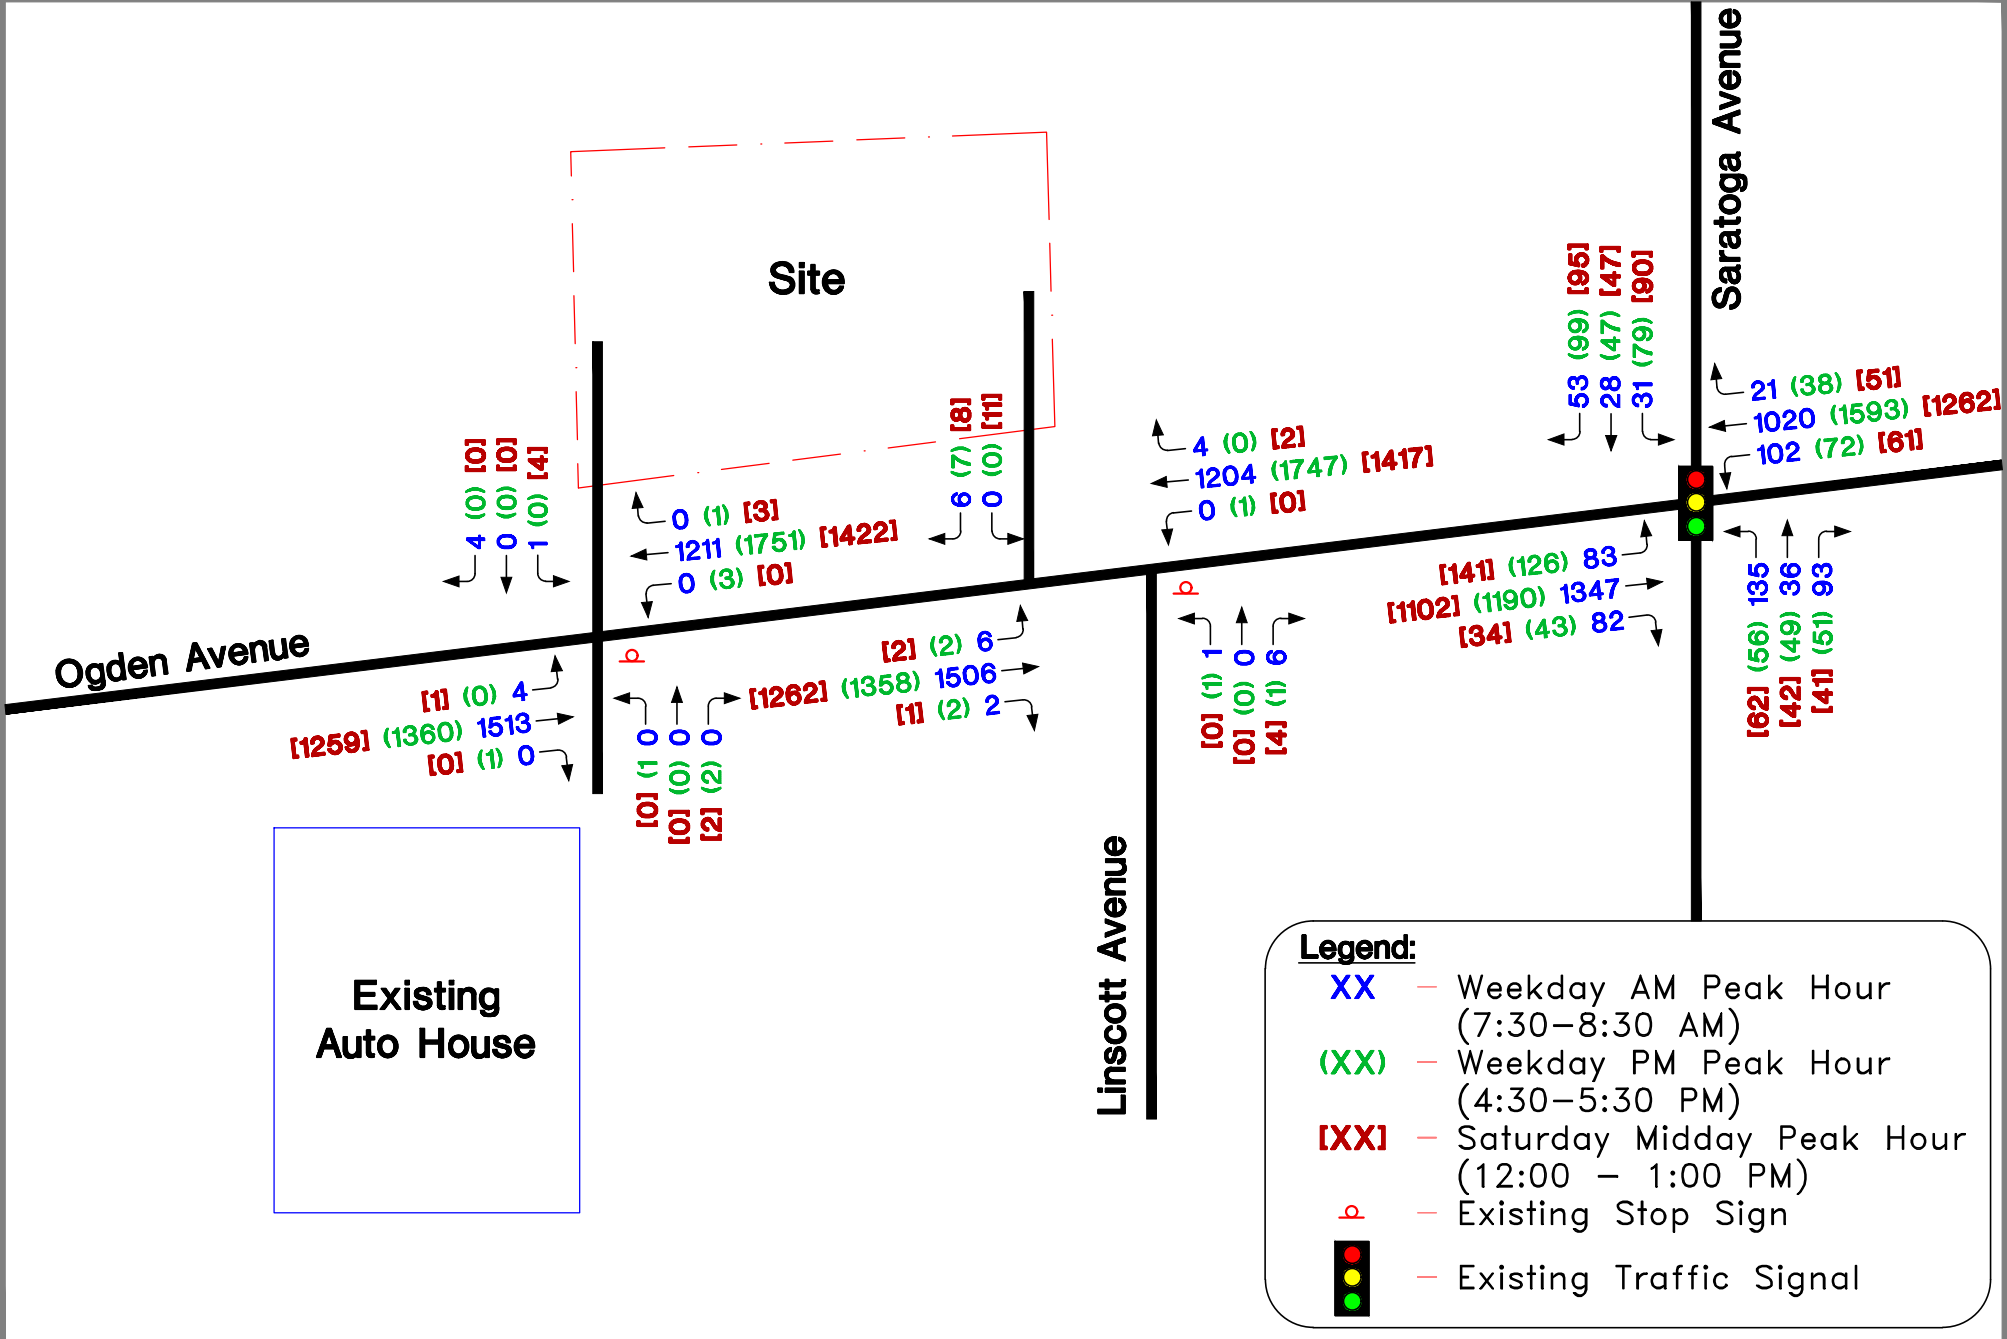 Saratoga Avenue
Site
53 (99) [95]
28 (47) [47]
31 (79) [90]
21 (38) [51]
1020 (1593) [1262]
102 (72) [61]
4 (0) [0]
0 (0) [0]
1 (0) [4]
0 (1) [3]
1211 (1751) [1422]
0 (3) [0]
6 (7) [8]
0 (0) [11]
4 (0) [2]
1204 (1747) [1417]
0 (1) [0]
[141] (126) 83
[1102] (1190) 1347
[34] (43) 82
[62] (56) 135
[42] (49) 36
[41] (51) 93
Ogden Avenue
[1] (0) 4
[1259] (1360) 1513
[0] (1) 0
[0] (1 0
[0] (0) 0
[2] (2) 0
[2] (2) 6
[1262] (1358) 1506
[1] (2) 2
[0] (1) 1
[0] (0) 0
[4] (1) 6
Linscott Avenue
Existing
Auto House
Legend:
XX — Weekday AM Peak Hour
(7:30-8:30 AM)
(XX) — Weekday PM Peak Hour
(4:30-5:30 PM)
[XX] — Saturday Midday Peak Hour
(12:00 - 1:00 PM)
— Existing Stop Sign
— Existing Traffic Signal